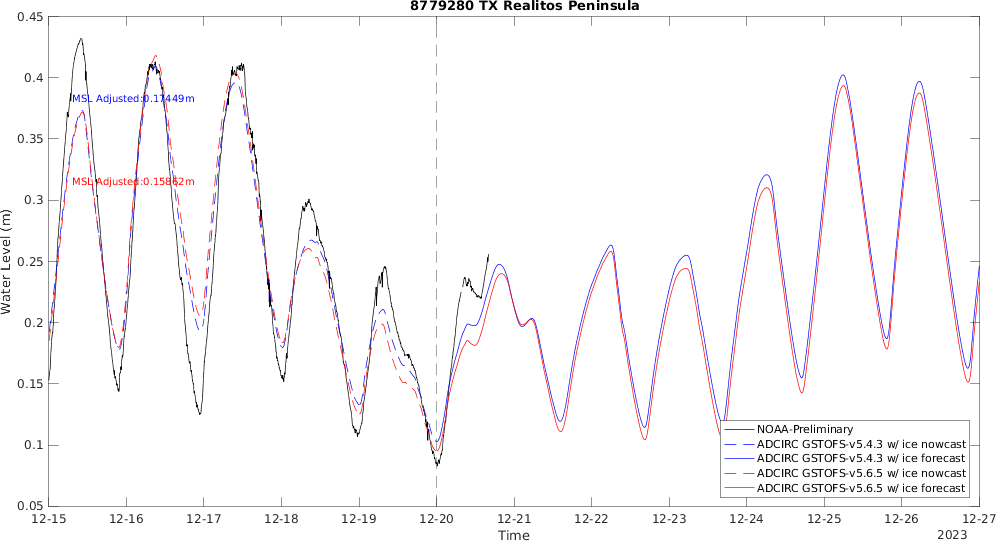 8779280 TX Realitos Peninsula
0.45
0.4
0.35
0.3
0.25
0.2
0.15
0.1
0.05
Water Level (m)
MSL Adjusted:0.17449m
MSL Adjusted:0.15862m
NOAA-Preliminary
ADCIRC GSTOFS-v5.4.3 w/ ice nowcast
ADCIRC GSTOFS-v5.4.3 w/ ice forecast
ADCIRC GSTOFS-v5.6.5 w/ ice nowcast
ADCIRC GSTOFS-v5.6.5 w/ ice forecast
12-15 12-16 12-17 12-18 12-19 12-20 12-21 12-22 12-23 12-24 12-25 12-26 12-27
Time
2023